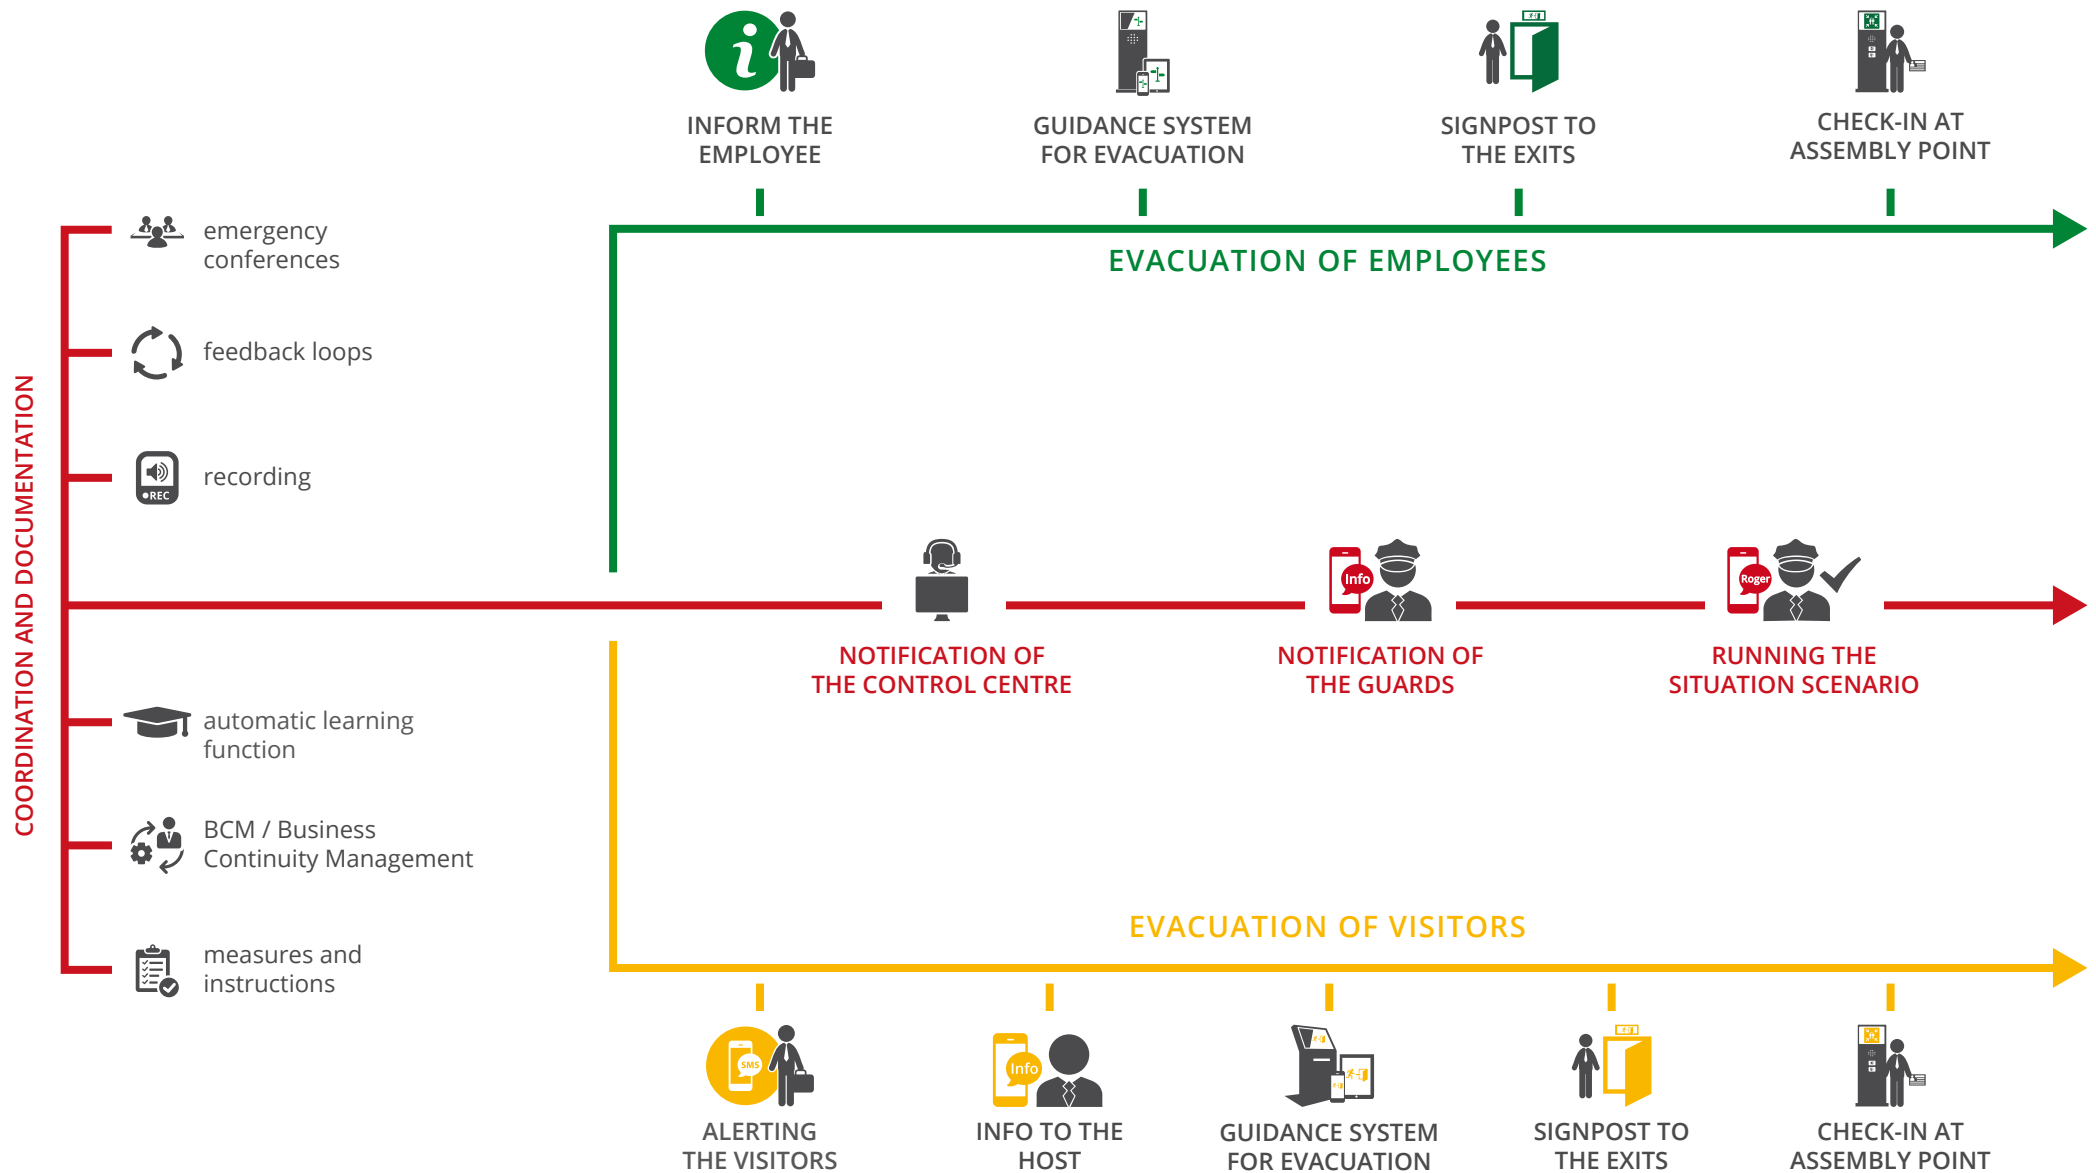 INFORM THE
EMPLOYEE
GUIDANCE SYSTEM
FOR EVACUATION
SIGNPOST TO
THE EXITS
CHECK-IN AT
ASSEMBLY POINT
EVACUATION OF EMPLOYEES
COORDINATION AND DOCUMENTATION
emergency
conferences
feedback loops
REC
recording
automatic learning
function
BCM / Business
Continuity Management
measures and
instructions
NOTIFICATION OF
THE CONTROL CENTRE
Info
NOTIFICATION OF
THE GUARDS
Roger
RUNNING THE
SITUATION SCENARIO
EVACUATION OF VISITORS
SMS
ALERTING
THE VISITORS
Info
INFO TO THE
HOST
GUIDANCE SYSTEM
FOR EVACUATION
SIGNPOST TO
THE EXITS
CHECK-IN AT
ASSEMBLY POINT